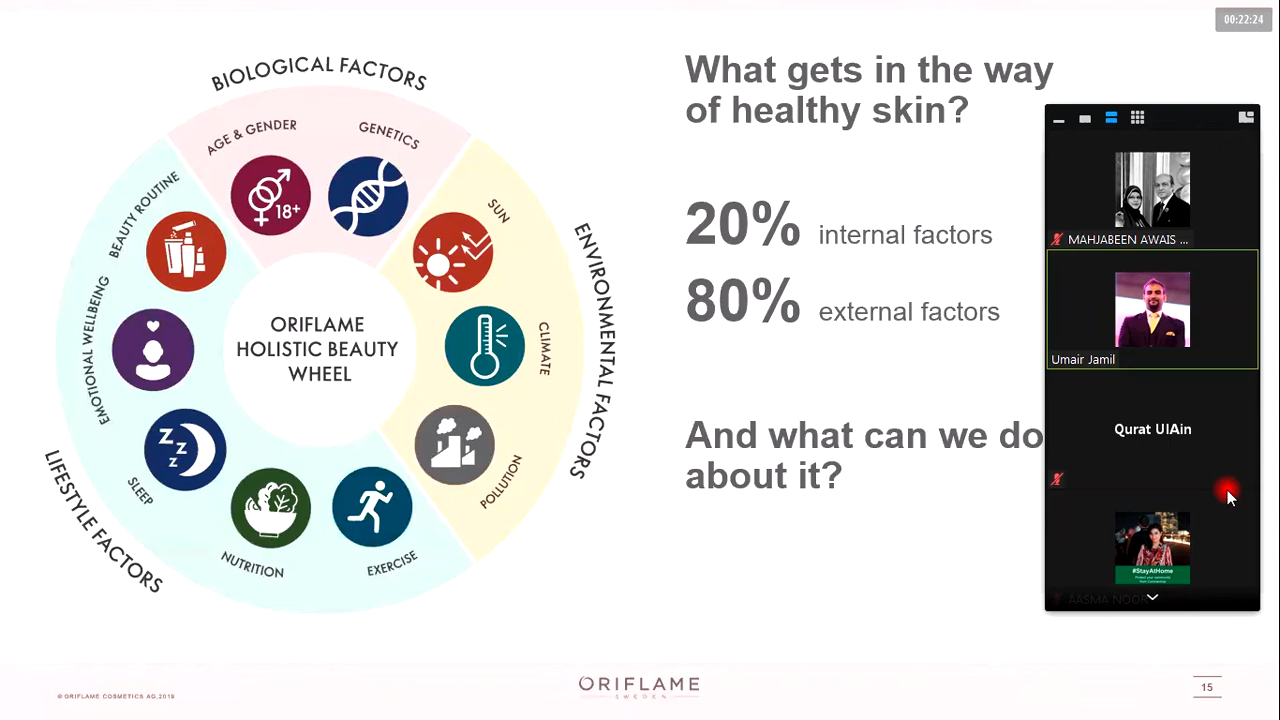 00:22:24
BIOLOGICAL FACTORS
AGE & GENDER
GENETICS
18+
BEAUTY ROUTINE
SUN
EMOTIONAL WELLBEING
ENVIRONMENTAL FACTORS
CLIMATE
ORIFLAME
HOLISTIC BEAUTY
WHEEL
LIFESTYLE FACTORS
Z
Z
Z
SLEEP
POLLUTION
NUTRITION
EXERCISE
What gets in the way
of healthy skin?
20% internal factors
80% external factors
And what can we do
about it?
MAHJABEEN AWAIS ...
Umair Jamil
Qurat UlAin
#StayAtHome
AASMA NOOR
© ORIFLAME COSMETICS AG, 2019
ORIFLAME
SWEDEN
15